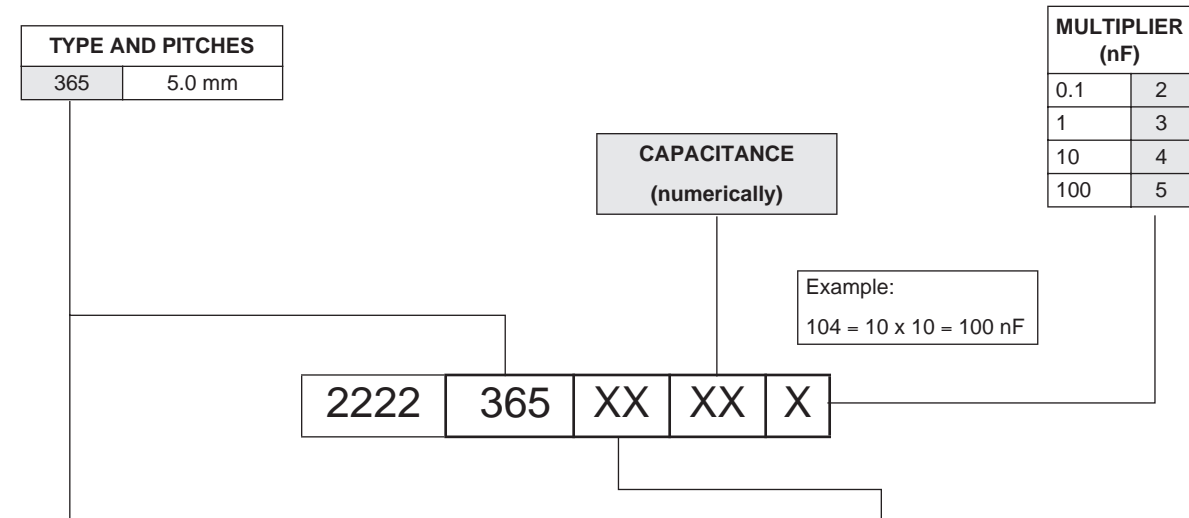 TYPE AND PITCHES
365 5.0 mm
MULTIPLIER
(nF)
0.1 2
1 3
10 4
100 5
CAPACITANCE
(numerically)
Example:
104 = 10 x 10 = 100 nF
2222 365 XX XX X